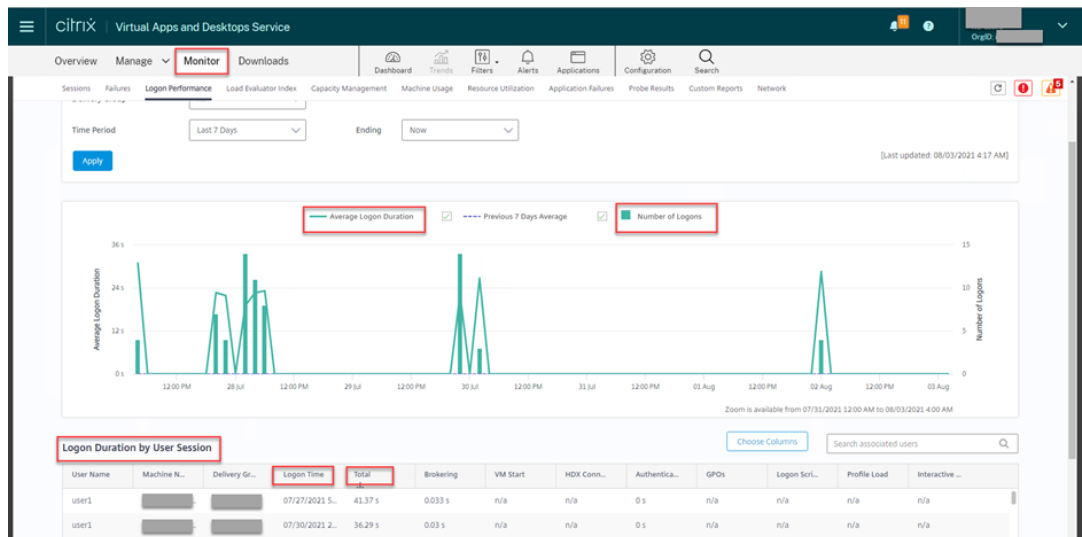 citrix | Virtual Apps and Desktops Service
11
OrgID:
Overview Manage Monitor Downloads
Dashboard Trends Filters Alerts Applications Configuration Search
Sessions Failures Logon Performance Load Evaluator Index Capacity Management Machine Usage Resource Utilization Application Failures Probe Results Custom Reports Network
5
Time Period Last 7 Days Ending Now
Apply
[Last updated: 08/03/2021 4:17 AM]
Average Logon Duration Previous 7 Days Average Number of Logons
36 s 15
24 s 10
12 s 5
0 s 0
Average Logon Duration
Number of Logons
12:00 PM 28 Jul 12:00 PM 29 Jul 12:00 PM 30 Jul 12:00 PM 31 Jul 12:00 PM 01 Aug 12:00 PM 02 Aug 12:00 PM 03 Aug
Zoom is available from 07/31/2021 12:00 AM to 08/03/2021 4:00 AM
Logon Duration by User Session
Choose Columns
Search associated users
User Name Machine N... Delivery Gr... Logon Time Total Brokering VM Start HDX Conn... Authentica... GPOs Logon Scri... Profile Load Interactive ...
user1 07/27/2021 5... 41.37 s 0.033 s n/a n/a 0 s n/a n/a n/a n/a
user1 07/30/2021 2... 36.29 s 0.03 s n/a n/a 0 s n/a n/a n/a n/a